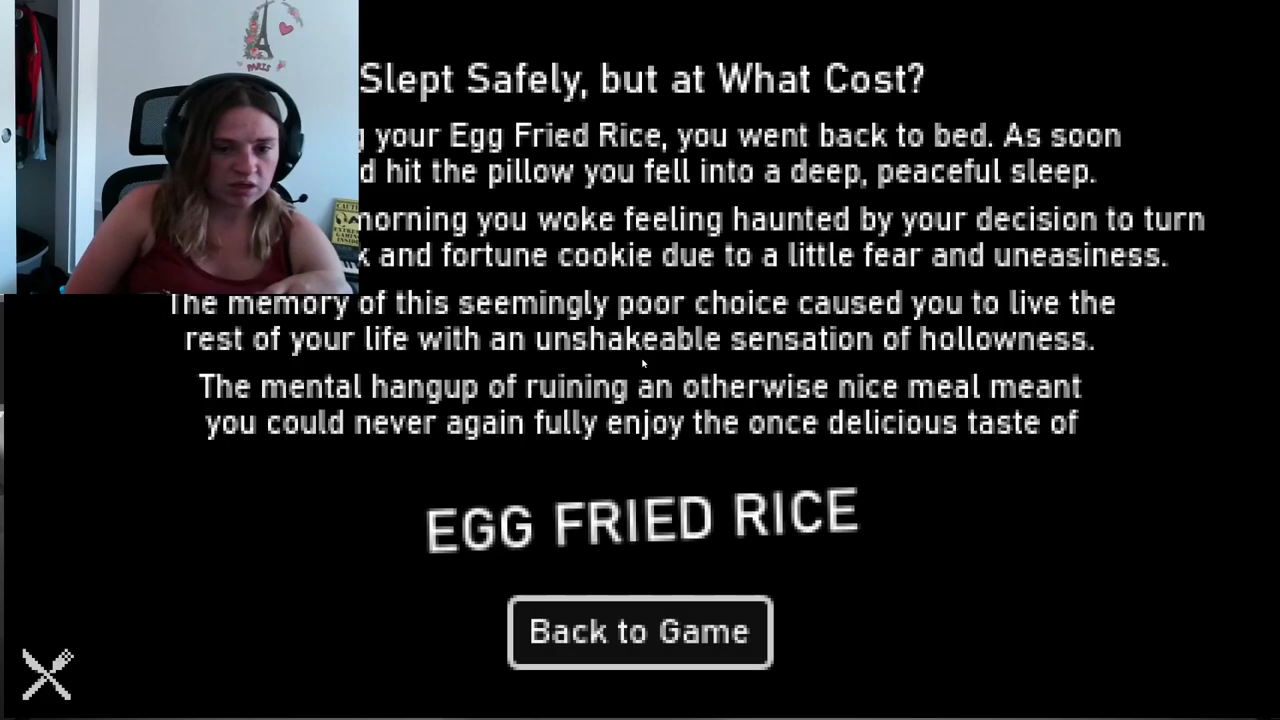 PARIS
Slept Safely, but at What Cost?
your Egg Fried Rice, you went back to bed. As soon
hit the pillow you fell into a deep, peaceful sleep.
morning you woke feeling haunted by your decision to turn
and fortune cookie due to a little fear and uneasiness.
The memory of this seemingly poor choice caused you to live the
rest of your life with an unshakeable sensation of hollowness.
The mental hangup of ruining an otherwise nice meal meant
you could never again fully enjoy the once delicious taste of
EGG FRIED RICE
Back to Game